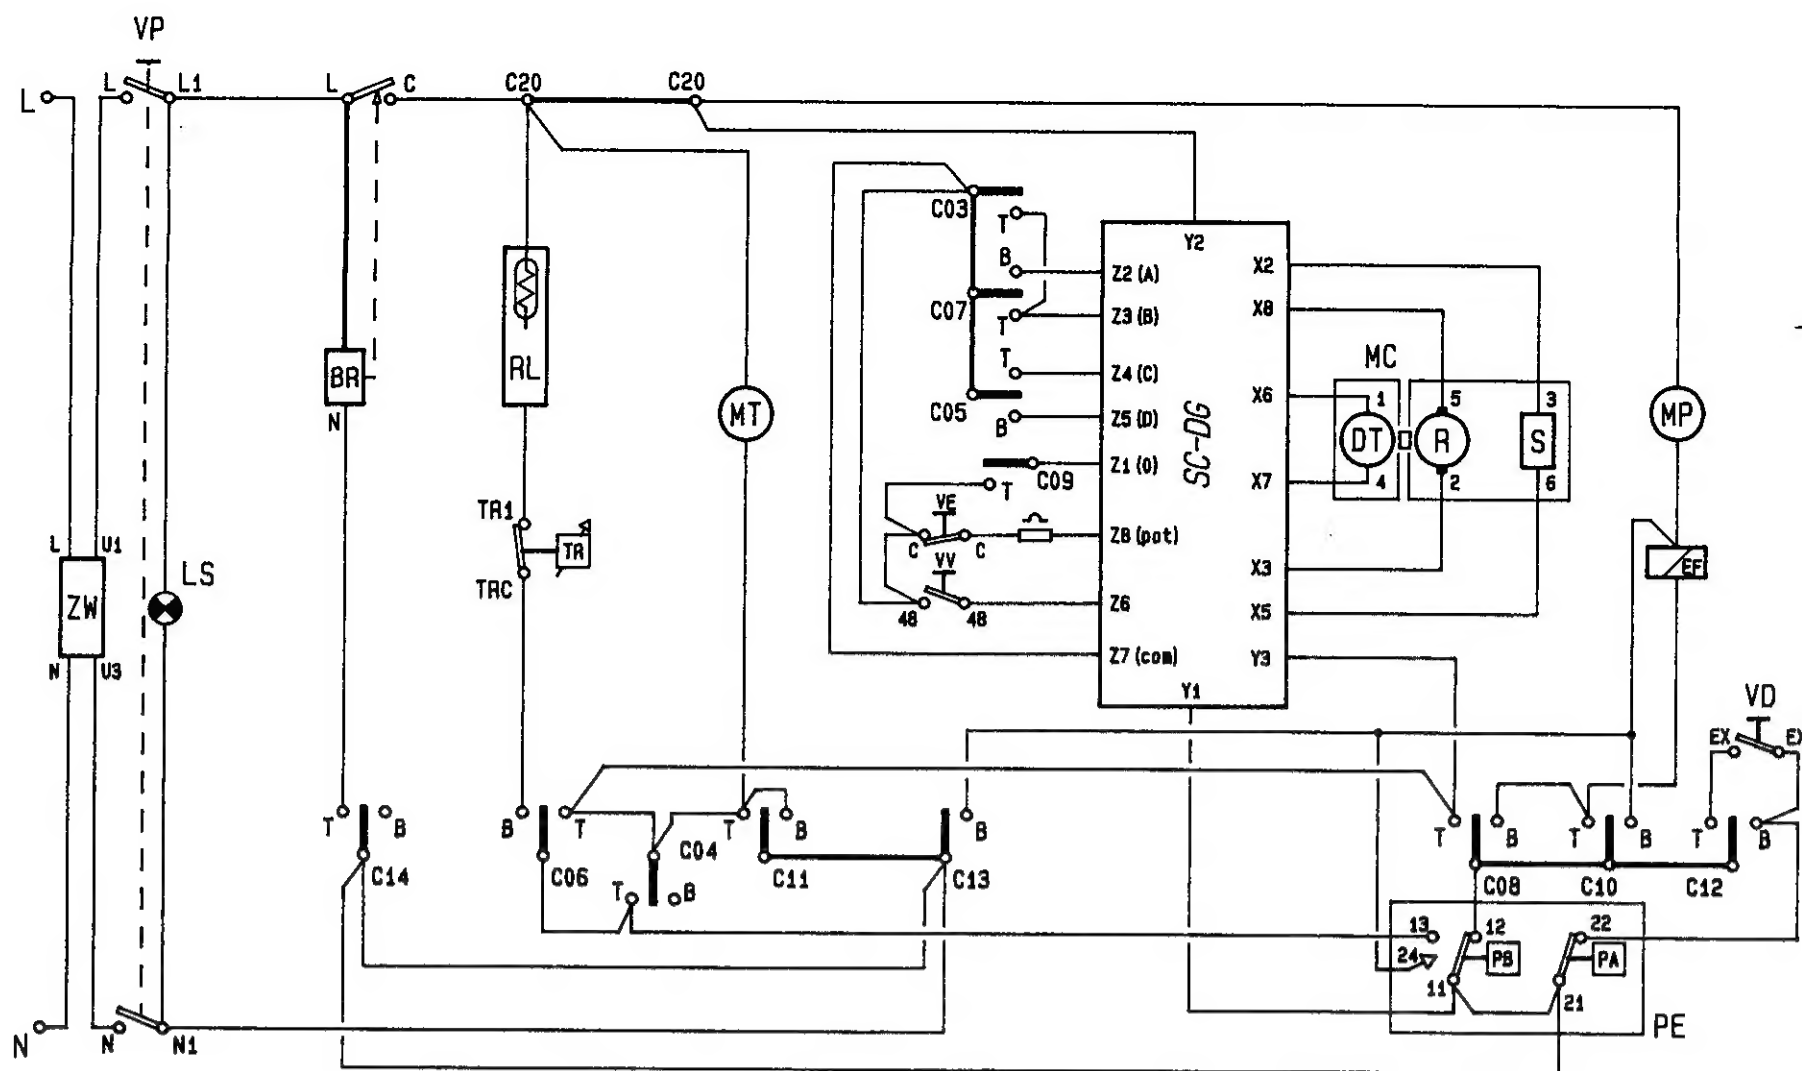 VP
L L L1 L C C20 C20
C03 T Y2
B Z2(A) X2
C07 T Z3(B) X8
MC
RL T Z4(C)
BR C05 X6 1 5 3
N MT B Z5(D) SC-DG DT R S MP
Z1(0) X7 4 2 6
T C09
TR1 VE
L U1 TR C C Z8(pot)
VV X3 EF
LS TRC
ZW 48 48 Z6 X5
N U3 Z7(com) Y3
Y1 VD
EX EX
T B B T T B B T B T B T B
C04
C14 C06 C11 C13 C08 C10 C12
T B
13 12 22
24 PB PA
11 21
N N N1 PE